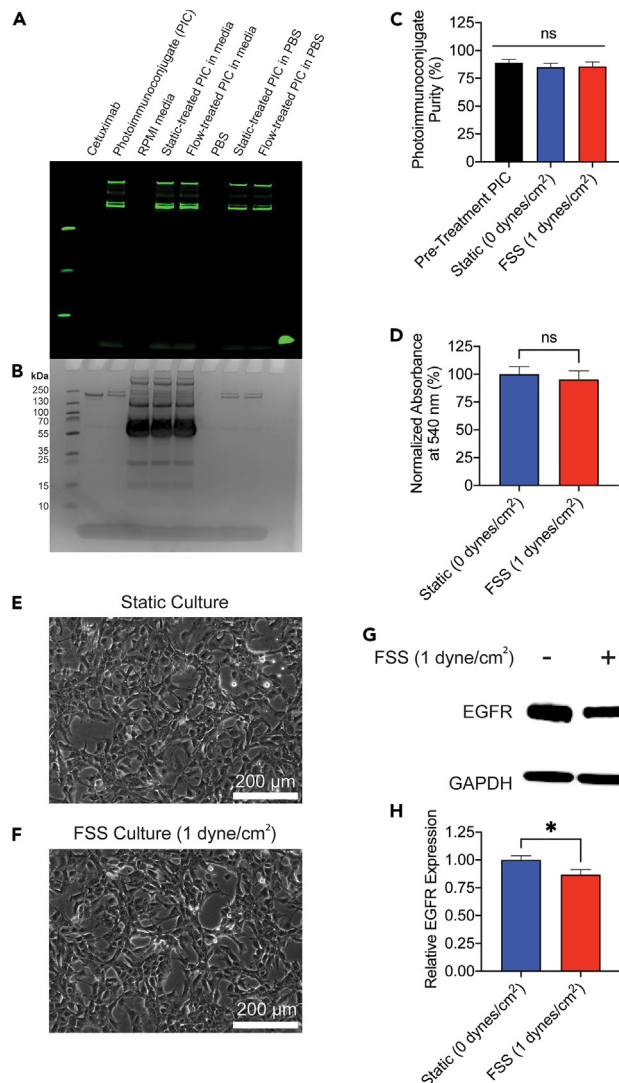 A
Cetuximab
Photoimmunoconjugate (PIC)
RPMI media
Static-treated PIC in media
Flow-treated PIC in media
PBS
Static-treated PIC in PBS
Flow-treated PIC in PBS
B
kDa
250
130
100
70
55
35
25
15
10
C
Photoimmunoconjugate
Purity (%)
ns
100
75
50
25
0
Pre-Treatment PIC
Static (0 dynes/cm²)
FSS (1 dynes/cm²)
D
Normalized Absorbance
at 540 nm (%)
ns
125
100
75
50
25
0
Static (0 dynes/cm²)
FSS (1 dynes/cm²)
E
Static Culture
200 µm
F
FSS Culture (1 dyne/cm²)
200 µm
G
FSS (1 dyne/cm²)
-
+
EGFR
GAPDH
H
Relative EGFR Expression
*
1.25
1.00
0.75
0.50
0.25
0.00
Static (0 dynes/cm²)
FSS (1 dynes/cm²)